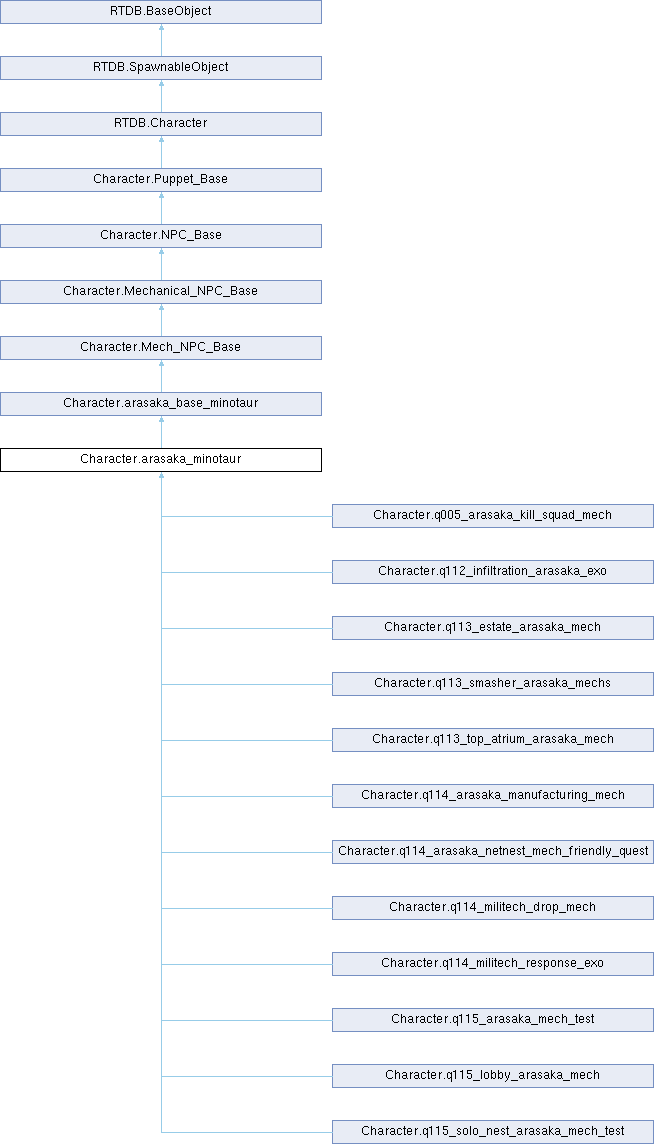 RTDB.BaseObject
RTDB.SpawnableObject
RTDB.Character
Character.Puppet_Base
Character.NPC_Base
Character.Mechanical_NPC_Base
Character.Mech_NPC_Base
Character.arasaka_base_minotaur
Character.arasaka_minotaur
Character.q005_arasaka_kill_squad_mech
Character.q112_infiltration_arasaka_exo
Character.q113_estate_arasaka_mech
Character.q113_smasher_arasaka_mechs
Character.q113_top_atrium_arasaka_mech
Character.q114_arasaka_manufacturing_mech
Character.q114_arasaka_netnest_mech_friendly_quest
Character.q114_militech_drop_mech
Character.q114_militech_response_exo
Character.q115_arasaka_mech_test
Character.q115_lobby_arasaka_mech
Character.q115_solo_nest_arasaka_mech_test